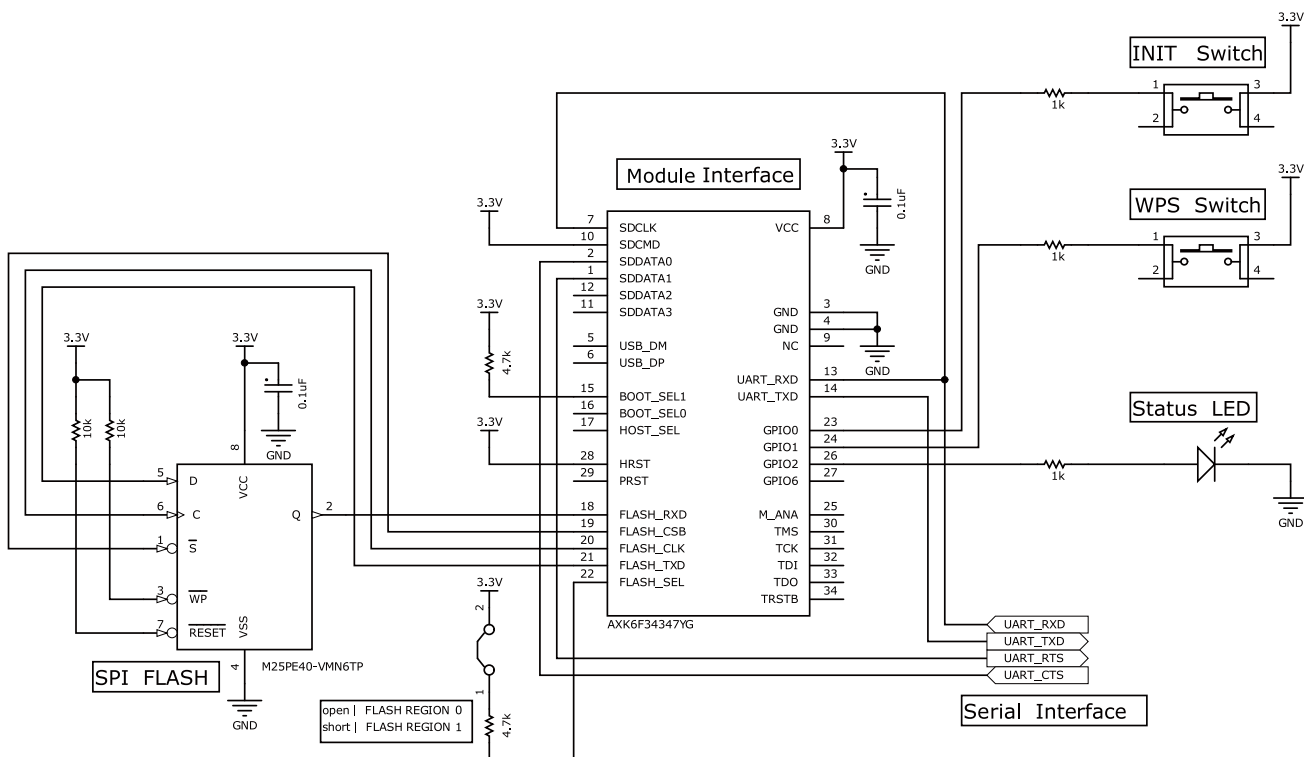 3.3V
INIT Switch
1 3
1k
2 4
3.3V
Module Interface
3.3V
0.1uF
GND
3.3V
WPS Switch
1 3
1k
2 4
3.3V
7 SDCLK VCC 8
10 SDCMD
2 SDDATA0
1 SDDATA1
12 SDDATA2
11 SDDATA3 GND 3
GND 4
5 USB_DM NC 9
6 USB_DP
GND
3.3V
4.7k
UART_RXD 13
15 BOOT_SEL1 UART_TXD 14
16 BOOT_SEL0
17 HOST_SEL GPIO0 23
GPIO1 24
3.3V
28 HRST GPIO2 26
29 PRST GPIO6 27
18 FLASH_RXD M_ANA 25
19 FLASH_CSB TMS 30
20 FLASH_CLK TCK 31
21 FLASH_TXD TDI 32
22 FLASH_SEL TDO 33
TRSTB 34
AXK6F34347YG
Status LED
1k
GND
3.3V
3.3V
10k
10k
0.1uF
GND
8
VCC
5 D
6 C Q 2
1 S
3 WP
7 RESET
VSS
4
M25PE40-VMN6TP
SPI FLASH
GND
3.3V
2
1
4.7k
open | FLASH REGION 0
short | FLASH REGION 1
UART_RXD
UART_TXD
UART_RTS
UART_CTS
Serial Interface